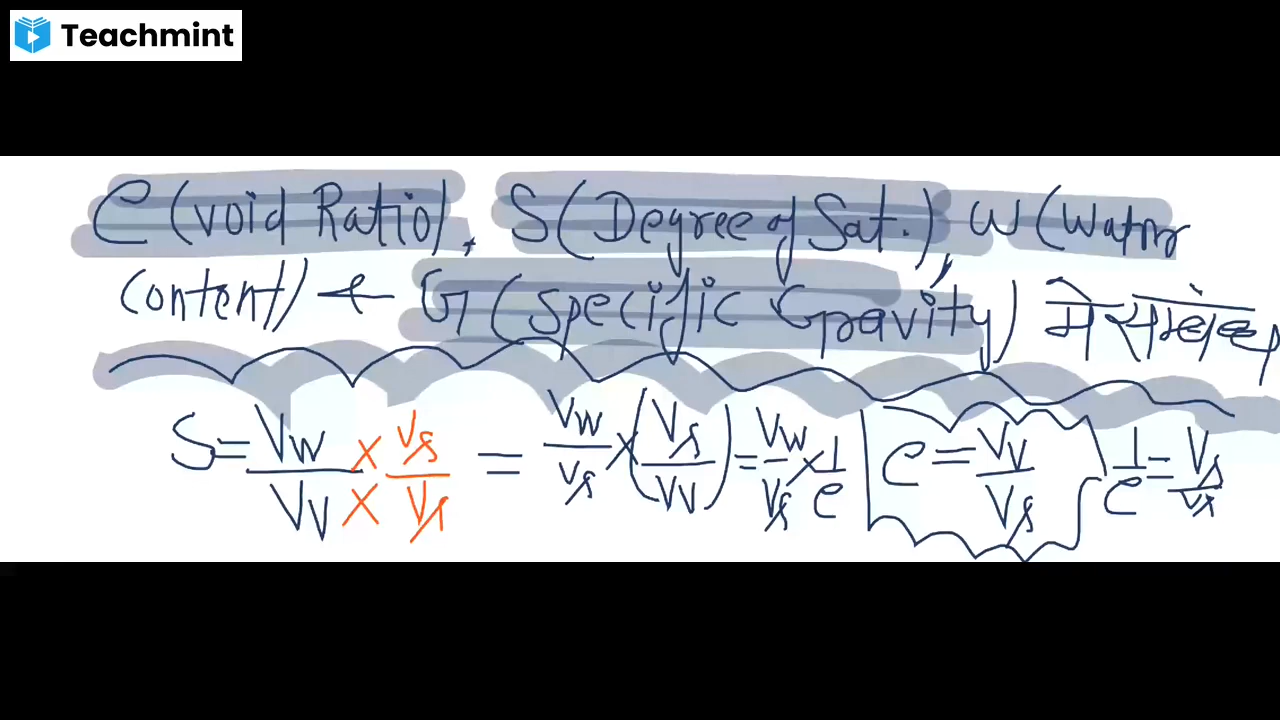 Teachmint
e (void Ratio), S (Degree of Sat.), w (Water
content) & G (Specific Gravity) में
S = Vw/Vv × Vs/Vs = Vw/Vs × (Vs/Vv) = Vw/Vs × 1/e | e = Vv/Vs 1/e = Vs/Vv